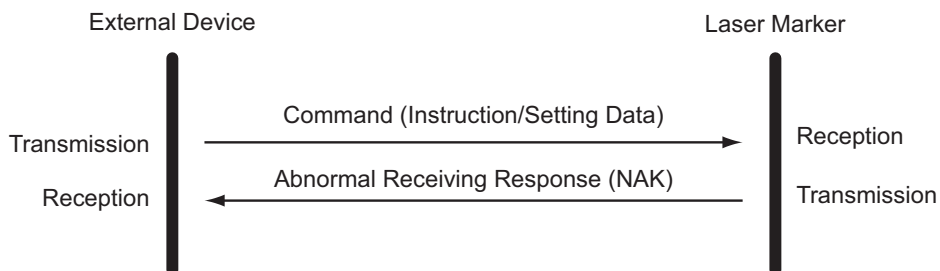 External Device
Laser Marker
Command (Instruction/Setting Data)
Transmission
Reception
Abnormal Receiving Response (NAK)
Reception
Transmission